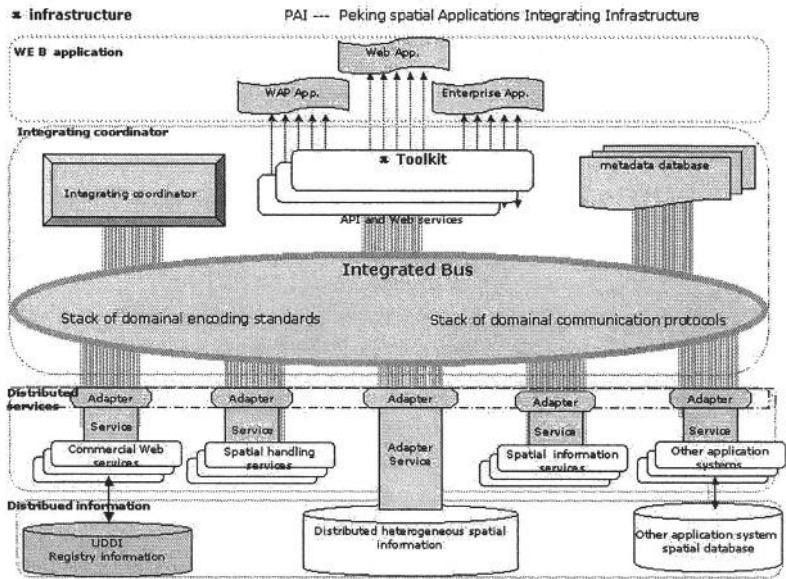 π infrastructure
PAI --- Peking spatial Applications Integrating Infrastructure
WE B application
Web App.
WAP App.
Enterprise App.
Integrating coordinator
π Toolkit
Integrating coordinator
metadata database
API and Web services
Integrated Bus
Stack of domainal encoding standards
Stack of domainal communication protocols
Distributed
services
Adapter
Adapter
Adapter
Adapter
Adapter
Service
Service
Adapter
Service
Service
Service
Commercial Web
services
Spatial handling
services
Spatial information
services
Other application
systems
Distribued information
UDDI
Registry information
Distributed heterogeneous spatial
information
Other application system
spatial database